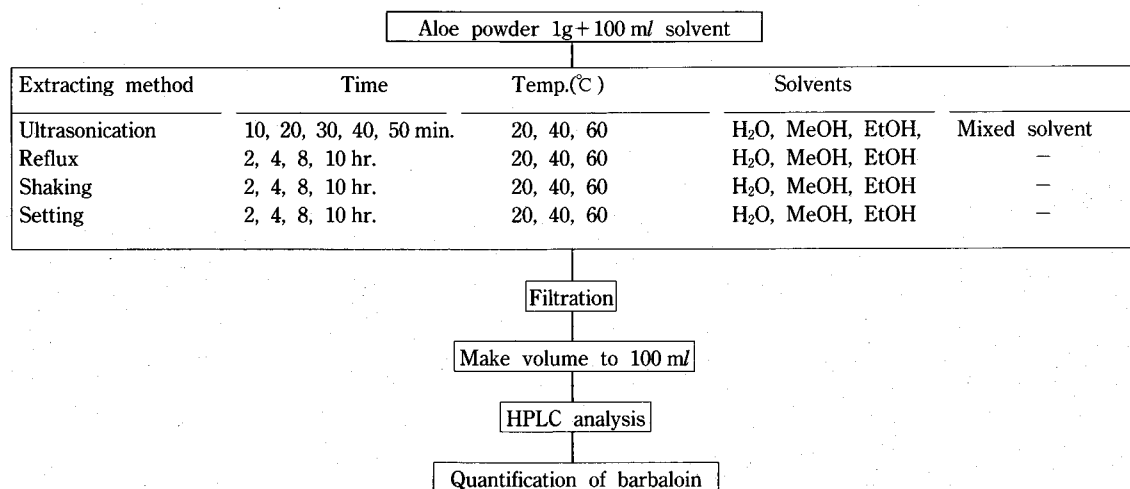 Aloe powder 1g+100 ml solvent
Extracting method Time Temp.(℃) Solvents
Ultrasonication 10, 20, 30, 40, 50 min. 20, 40, 60 H₂O, MeOH, EtOH, Mixed solvent
Reflux 2, 4, 8, 10 hr. 20, 40, 60 H₂O, MeOH, EtOH −
Shaking 2, 4, 8, 10 hr. 20, 40, 60 H₂O, MeOH, EtOH −
Setting 2, 4, 8, 10 hr. 20, 40, 60 H₂O, MeOH, EtOH −
Filtration
Make volume to 100 ml
HPLC analysis
Quantification of barbaloin